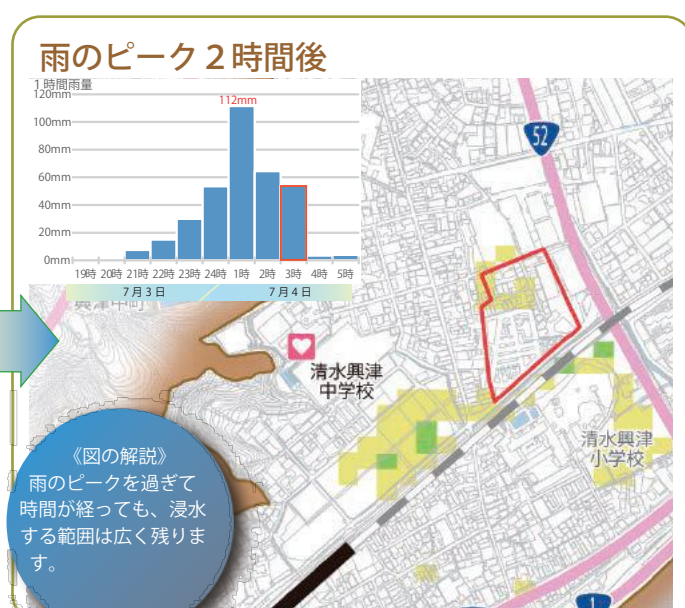 雨のピーク２時間後
１時間雨量
120mm
100mm
80mm
60mm
40mm
20mm
0mm
112mm
19時 20時 21時 22時 23時 24時 1時 2時 3時 4時 5時
７月３日 ７月４日
興津中町
52
清水興津
中学校
清水興津
小学校
《図の解説》
雨のピークを過ぎて
時間が経っても、浸水
する範囲は広く残りま
す。
1